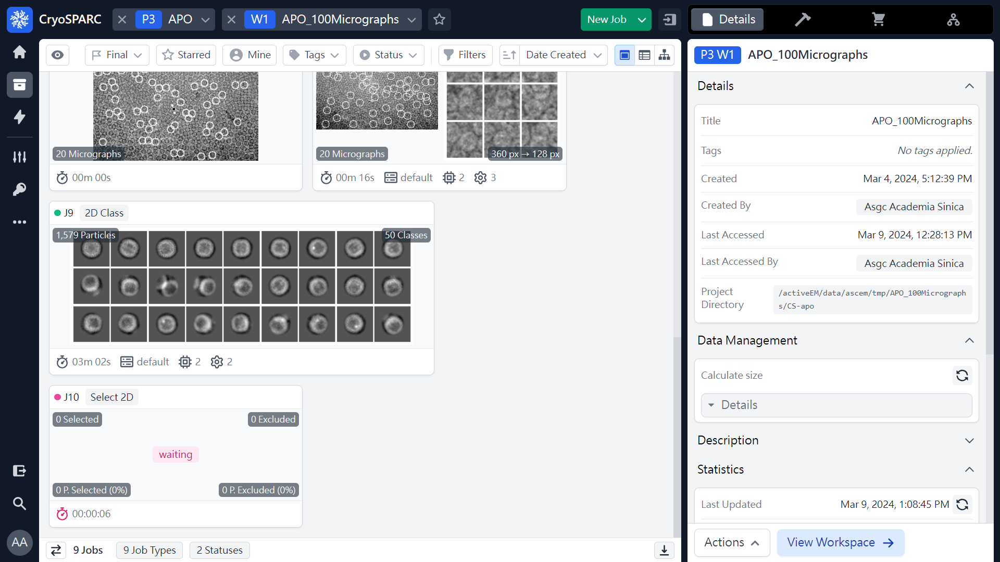 CryoSPARC
P3 APO
W1 APO_100Micrographs
New Job
Details
Final
Starred
Mine
Tags
Status
Filters
Date Created
20 Micrographs
00m 00s
20 Micrographs
360 px → 128 px
00m 16s default 2 3
J9 2D Class
1,579 Particles
50 Classes
03m 02s default 2 2
J10 Select 2D
0 Selected
0 Excluded
waiting
0 P. Selected (0%)
0 P. Excluded (0%)
00:00:06
AA
9 Jobs
9 Job Types
2 Statuses
P3 W1 APO_100Micrographs
Details
Title APO_100Micrographs
Tags No tags applied.
Created Mar 4, 2024, 5:12:39 PM
Created By Asgc Academia Sinica
Last Accessed Mar 9, 2024, 12:28:13 PM
Last Accessed By Asgc Academia Sinica
Project
Directory
/activeEM/data/ascem/tmp/APO_100Micrograph
s/CS-apo
Data Management
Calculate size
Details
Description
Statistics
Last Updated Mar 9, 2024, 1:08:45 PM
Actions
View Workspace →